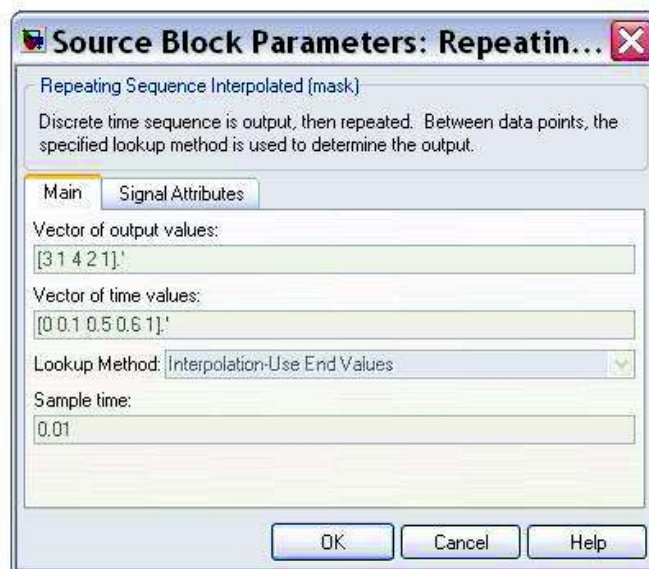 Source Block Parameters: Repeatin...
Repeating Sequence Interpolated (mask)
Discrete time sequence is output, then repeated. Between data points, the
specified lookup method is used to determine the output.
Main Signal Attributes
Vector of output values:
[3 1 4 2 1].'
Vector of time values:
[0 0.1 0.5 0.6 1].'
Lookup Method: Interpolation-Use End Values
Sample time:
0.01
OK Cancel Help